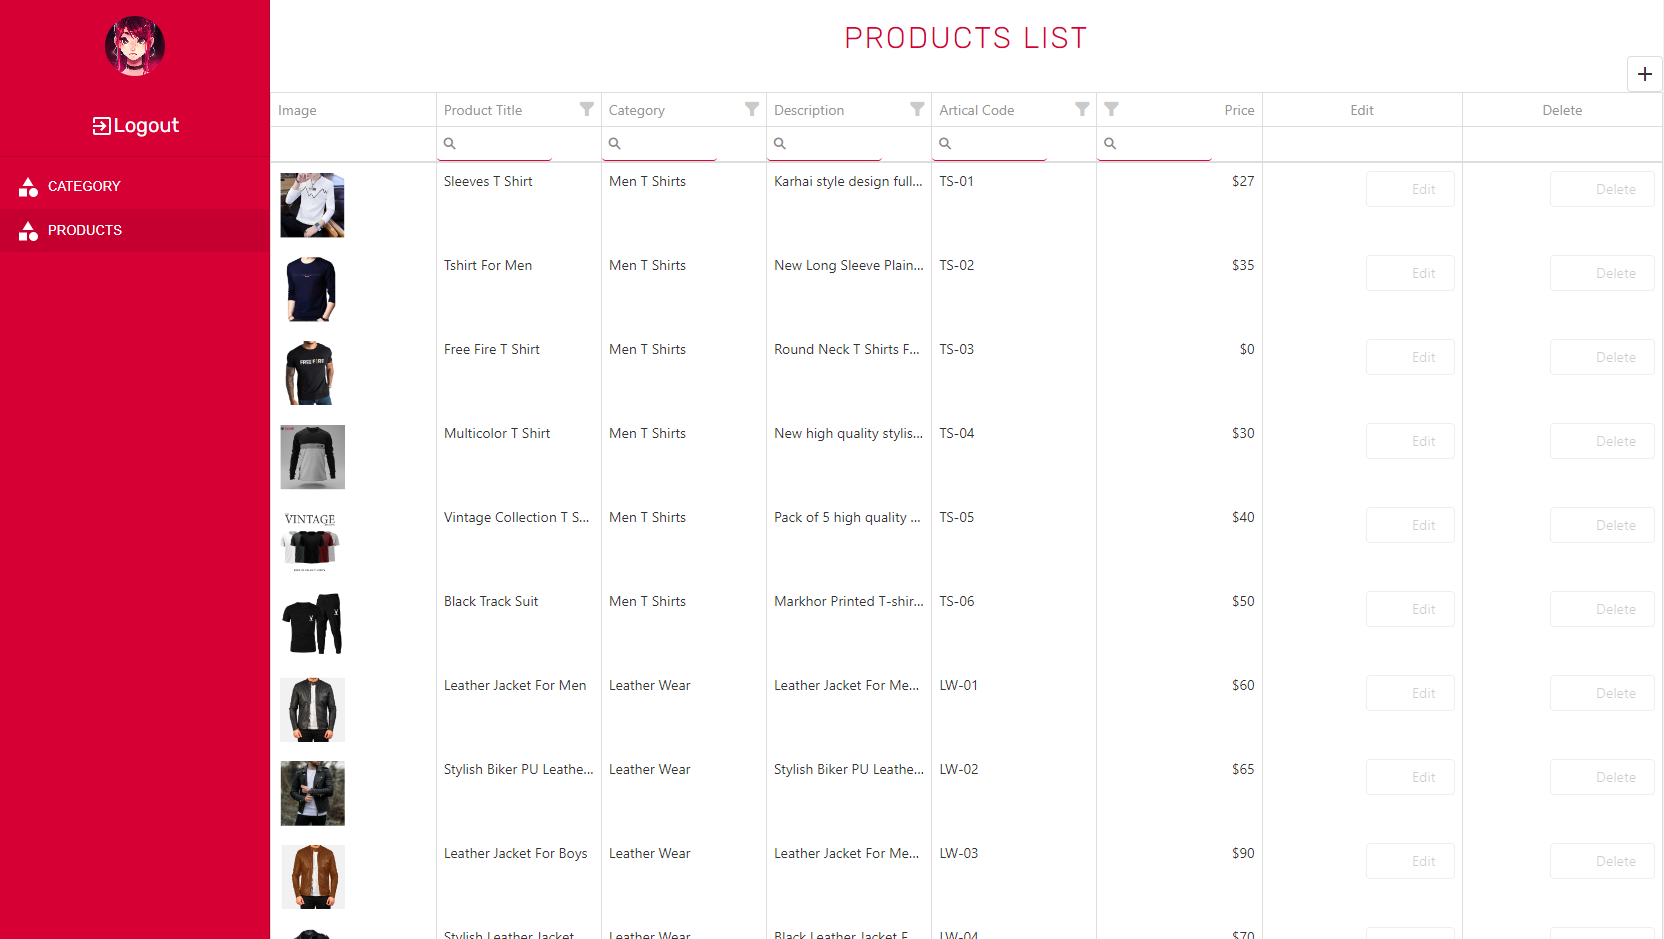 PRODUCTS LIST
Logout
CATEGORY
PRODUCTS
Image Product Title Category Description Artical Code Price Edit Delete
Sleeves T Shirt Men T Shirts Karhai style design full... TS-01 $27 Edit Delete
Tshirt For Men Men T Shirts New Long Sleeve Plain... TS-02 $35 Edit Delete
FREE FIRE
Free Fire T Shirt Men T Shirts Round Neck T Shirts F... TS-03 $0 Edit Delete
Multicolor T Shirt Men T Shirts New high quality stylis... TS-04 $30 Edit Delete
VINTAGE
Vintage Collection T S... Men T Shirts Pack of 5 high quality ... TS-05 $40 Edit Delete
Black Track Suit Men T Shirts Markhor Printed T-shir... TS-06 $50 Edit Delete
Leather Jacket For Men Leather Wear Leather Jacket For Me... LW-01 $60 Edit Delete
Stylish Biker PU Leathe... Leather Wear Stylish Biker PU Leathe... LW-02 $65 Edit Delete
Leather Jacket For Boys Leather Wear Leather Jacket For Me... LW-03 $90 Edit Delete
Stylish Leather Jacket Leather Wear Black Leather Jacket F... LW-04 $70 Edit Delete